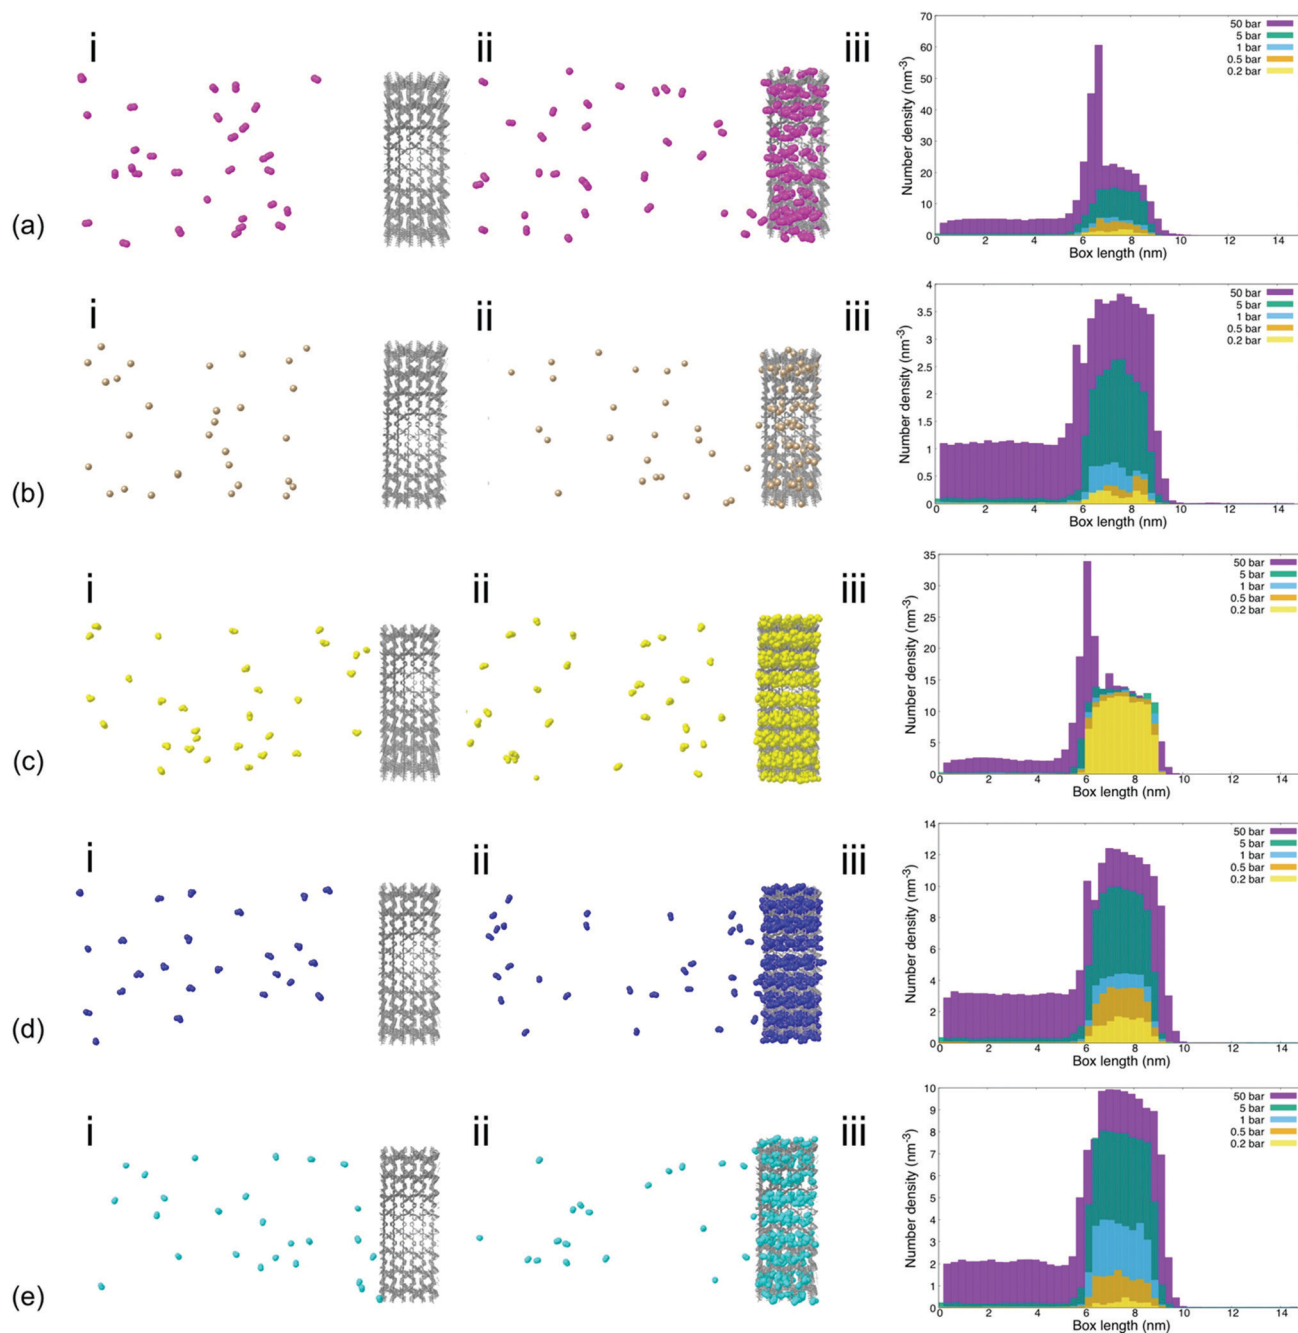 i
ii
iii
(a)
Number density (nm-3)
70
60
50
40
30
20
10
0
50 bar
5 bar
1 bar
0.5 bar
0.2 bar
0 2 4 6 8 10 12 14
Box length (nm)
i
ii
iii
(b)
Number density (nm-3)
4
3.5
3
2.5
2
1.5
1
0.5
0
50 bar
5 bar
1 bar
0.5 bar
0.2 bar
0 2 4 6 8 10 12 14
Box length (nm)
i
ii
iii
(c)
Number density (nm-3)
35
30
25
20
15
10
5
0
50 bar
5 bar
1 bar
0.5 bar
0.2 bar
0 2 4 6 8 10 12 14
Box length (nm)
i
ii
iii
(d)
Number density (nm-3)
14
12
10
8
6
4
2
0
50 bar
5 bar
1 bar
0.5 bar
0.2 bar
0 2 4 6 8 10 12 14
Box length (nm)
i
ii
iii
(e)
Number density (nm-3)
10
9
8
7
6
5
4
3
2
1
0
50 bar
5 bar
1 bar
0.5 bar
0.2 bar
0 2 4 6 8 10 12 14
Box length (nm)